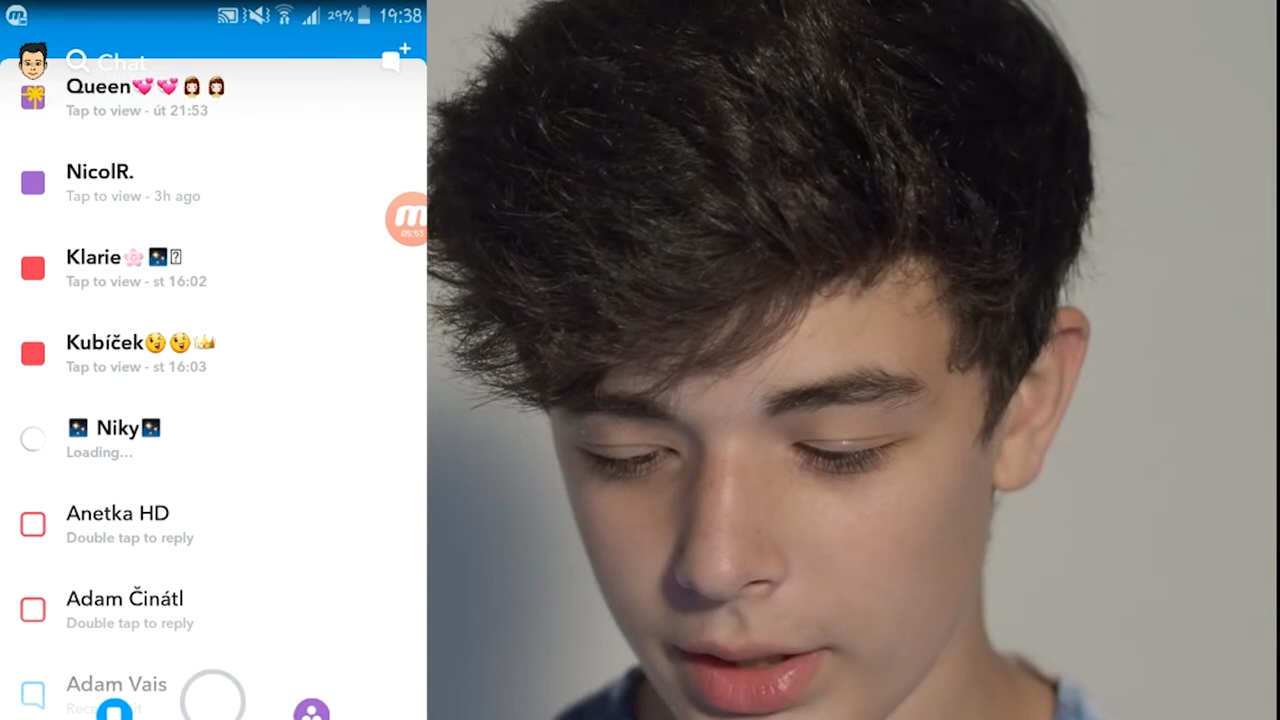 29% 19:38
Chat
Queen
Tap to view - út 21:53
NicolR.
Tap to view - 3h ago
m
05:53
Klarie
Tap to view - st 16:02
Kubíček
Tap to view - st 16:03
Niky
Loading...
Anetka HD
Double tap to reply
Adam Činátl
Double tap to reply
Adam Vais